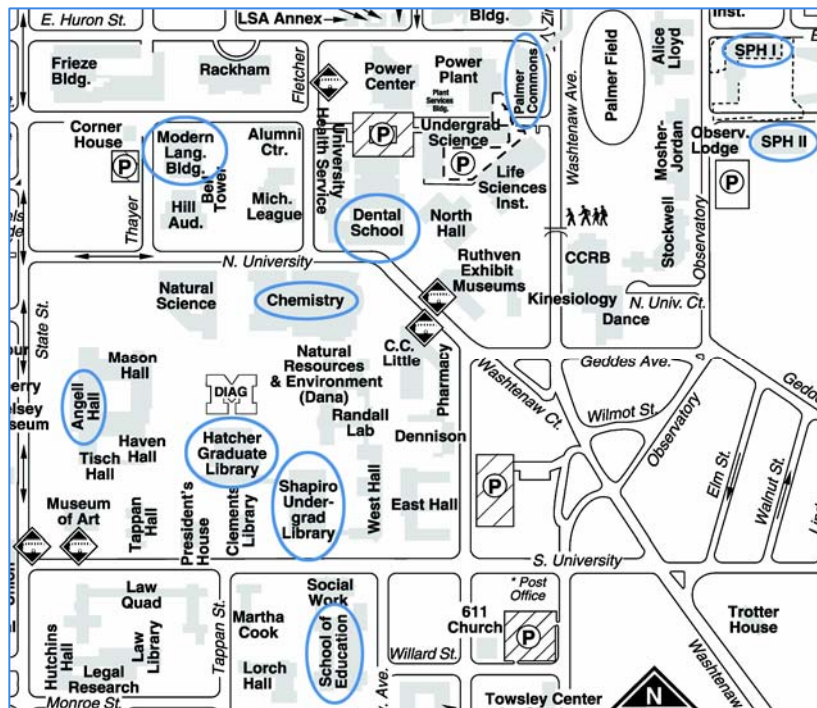 E. Huron St.
LSA Annex
Bldg.
Inst.
Frieze
Bldg.
Rackham
Fletcher
Power
Center
Power
Plant
Plant
Services
Bldg.
Palmer
Commons
Washtenaw Ave.
Palmer Field
Alice
Lloyd
SPH I
Corner
House
P
Modern
Lang.
Bldg.
Alumni
Ctr.
University
Health Service
P
Undergrad
Science
P
Mosher-
Jordan
Observ.
Lodge
SPH II
P
Thayer
Hill
Aud.
Bell
Tower
Mich.
League
Dental
School
North
Hall
Life
Sciences
Inst.
Stockwell
Observatory
N. University
Ruthven
Exhibit
Museums
CCRB
Natural
Science
Chemistry
Kinesiology
N. Univ. Ct.
Dance
State St.
Mason
Hall
Natural
Resources
& Environment
(Dana)
C.C.
Little
Pharmacy
Washtenaw Ct.
Geddes Ave.
DIAG
Angell
Hall
Randall
Lab
Wilmot St.
Observatory
Haven
Hall
Tisch
Hall
Hatcher
Graduate
Library
Dennison
Elm St.
Walnut St.
Museum
of Art
Tappan
Hall
President's
House
Clements
Library
Shapiro
Under-
grad
Library
West Hall
East Hall
P
S. University
Law
Quad
Tappan St.
Social
Work
* Post
Office
Martha
Cook
School of
Education
611
Church
P
Trotter
House
Hutchins
Hall
Law
Library
Legal
Research
Lorch
Hall
Willard St.
Washtenaw
Monroe St.
Ave.
Towsley Center
N